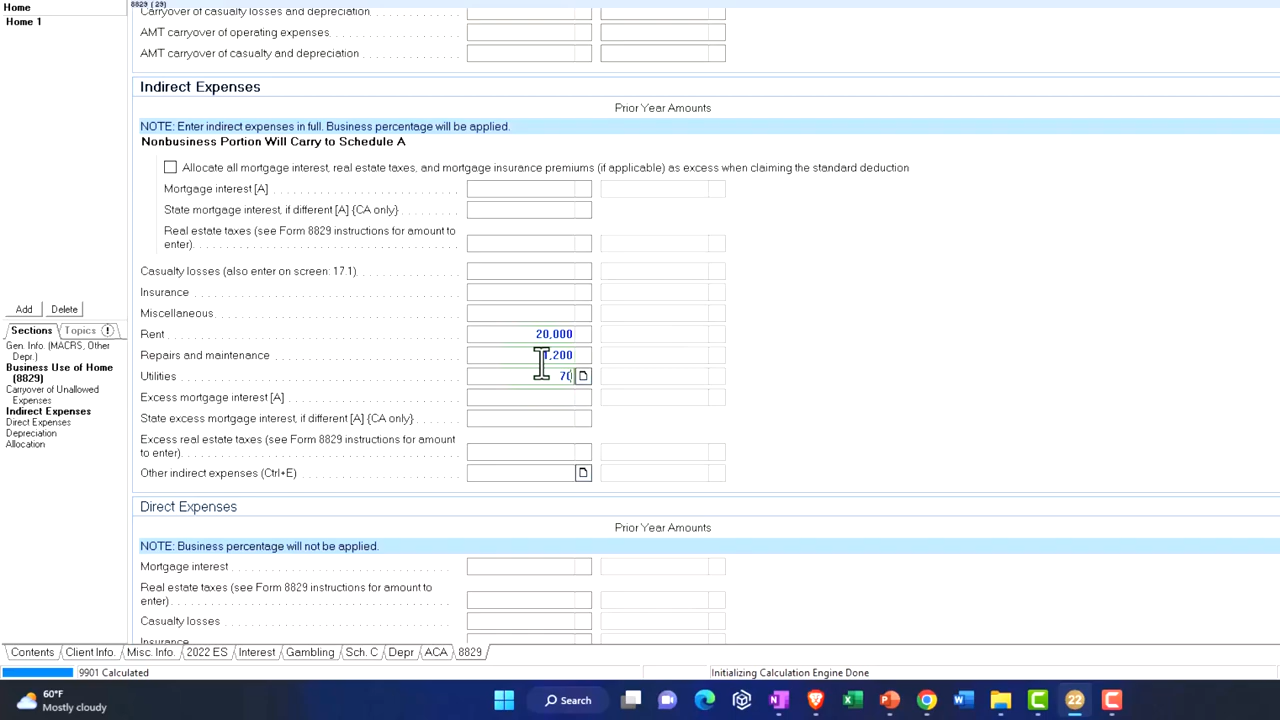 Home
8829 ( 29)
Home 1
Carryover of casualty losses and depreciation
AMT carryover of operating expenses
AMT carryover of casualty and depreciation
Indirect Expenses
Prior Year Amounts
NOTE: Enter indirect expenses in full. Business percentage will be applied.
Nonbusiness Portion Will Carry to Schedule A
Allocate all mortgage interest, real estate taxes, and mortgage insurance premiums (if applicable) as excess when claiming the standard deduction
Mortgage interest [A]
State mortgage interest, if different [A] {CA only}
Real estate taxes (see Form 8829 instructions for amount to
enter)
Casualty losses (also enter on screen: 17.1)
Insurance
Miscellaneous
Rent 20,000
Repairs and maintenance 1,200
Utilities 70
Excess mortgage interest [A]
State excess mortgage interest, if different [A] {CA only}
Excess real estate taxes (see Form 8829 instructions for amount
to enter)
Other indirect expenses (Ctrl+E)
Direct Expenses
Prior Year Amounts
NOTE: Business percentage will not be applied.
Mortgage interest
Real estate taxes (see Form 8829 instructions for amount to
enter)
Casualty losses
Insurance
Add Delete
Sections Topics
Gen. Info. (MACRS, Other
Depr.)
Business Use of Home
(8829)
Carryover of Unallowed
Expenses
Indirect Expenses
Direct Expenses
Depreciation
Allocation
Contents Client Info. Misc. Info. 2022 ES Interest Gambling Sch. C Depr ACA 8829
9901 Calculated Initializing Calculation Engine Done
60°F
Mostly cloudy
Search
22